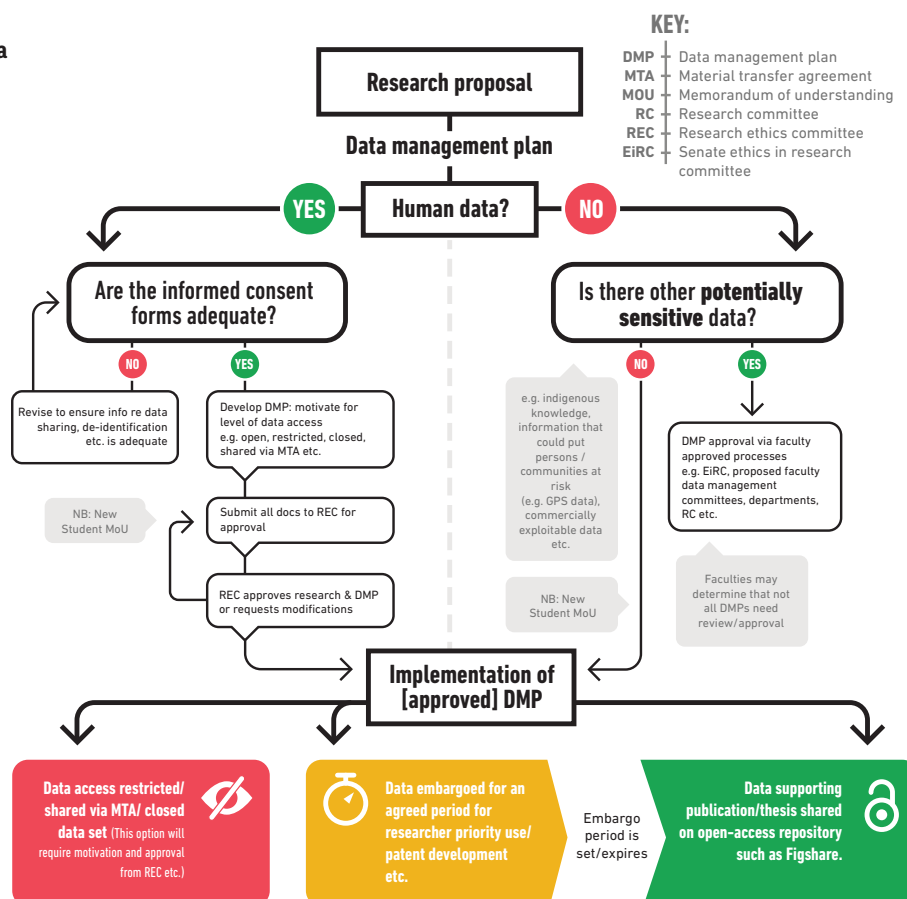 a
KEY:
DMP Data management plan
MTA Material transfer agreement
MOU Memorandum of understanding
RC Research committee
REC Research ethics committee
EiRC Senate ethics in research
committee
Research proposal
Data management plan
Human data?
YES
NO
Are the informed consent
forms adequate?
NO
YES
Revise to ensure info re data
sharing, de-identification
etc. is adequate
Develop DMP: motivate for
level of data access
e.g. open, restricted, closed,
shared via MTA etc.
NB: New
Student MoU
Submit all docs to REC for
approval
REC approves research & DMP
or requests modifications
Is there other potentially
sensitive data?
NO
YES
e.g. indigenous
knowledge,
information that
could put
persons /
communities at
risk
(e.g. GPS data),
commercially
exploitable data
etc.
DMP approval via faculty
approved processes
e.g. EiRC, proposed faculty
data management
committees, departments,
RC etc.
NB: New
Student MoU
Faculties may
determine that not
all DMPs need
review/approval
Implementation of
[approved] DMP
Data access restricted/
shared via MTA/ closed
data set (This option will
require motivation and approval
from REC etc.)
Data embargoed for an
agreed period for
researcher priority use/
patent development
etc.
Embargo
period is
set/expires
Data supporting
publication/thesis shared
on open-access repository
such as Figshare.